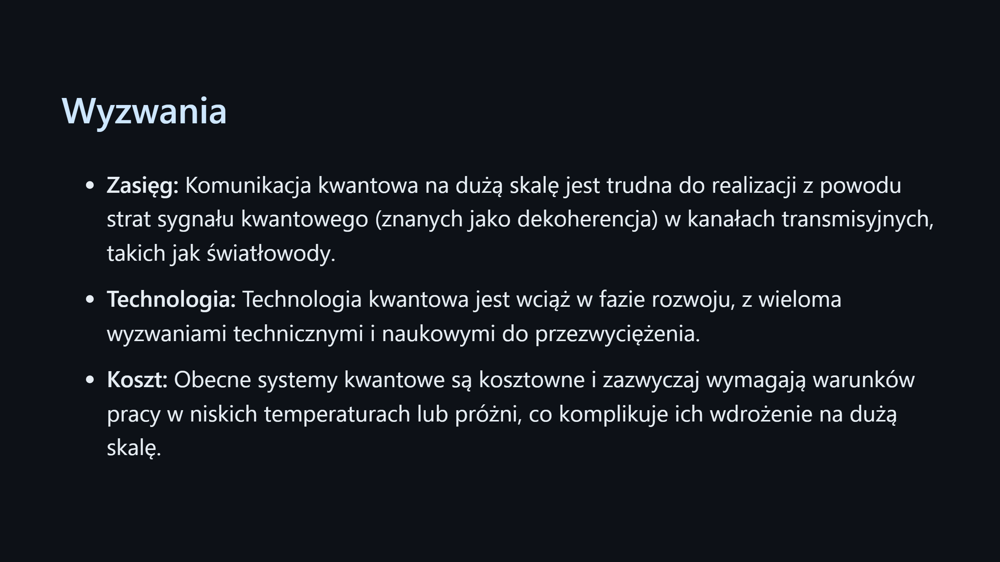 Wyzwania
• Zasięg: Komunikacja kwantowa na dużą skalę jest trudna do realizacji z powodu
strat sygnału kwantowego (znanych jako dekoherencja) w kanałach transmisyjnych,
takich jak światłowody.
• Technologia: Technologia kwantowa jest wciąż w fazie rozwoju, z wieloma
wyzwaniami technicznymi i naukowymi do przezwyciężenia.
• Koszt: Obecne systemy kwantowe są kosztowne i zazwyczaj wymagają warunków
pracy w niskich temperaturach lub próżni, co komplikuje ich wdrożenie na dużą
skalę.